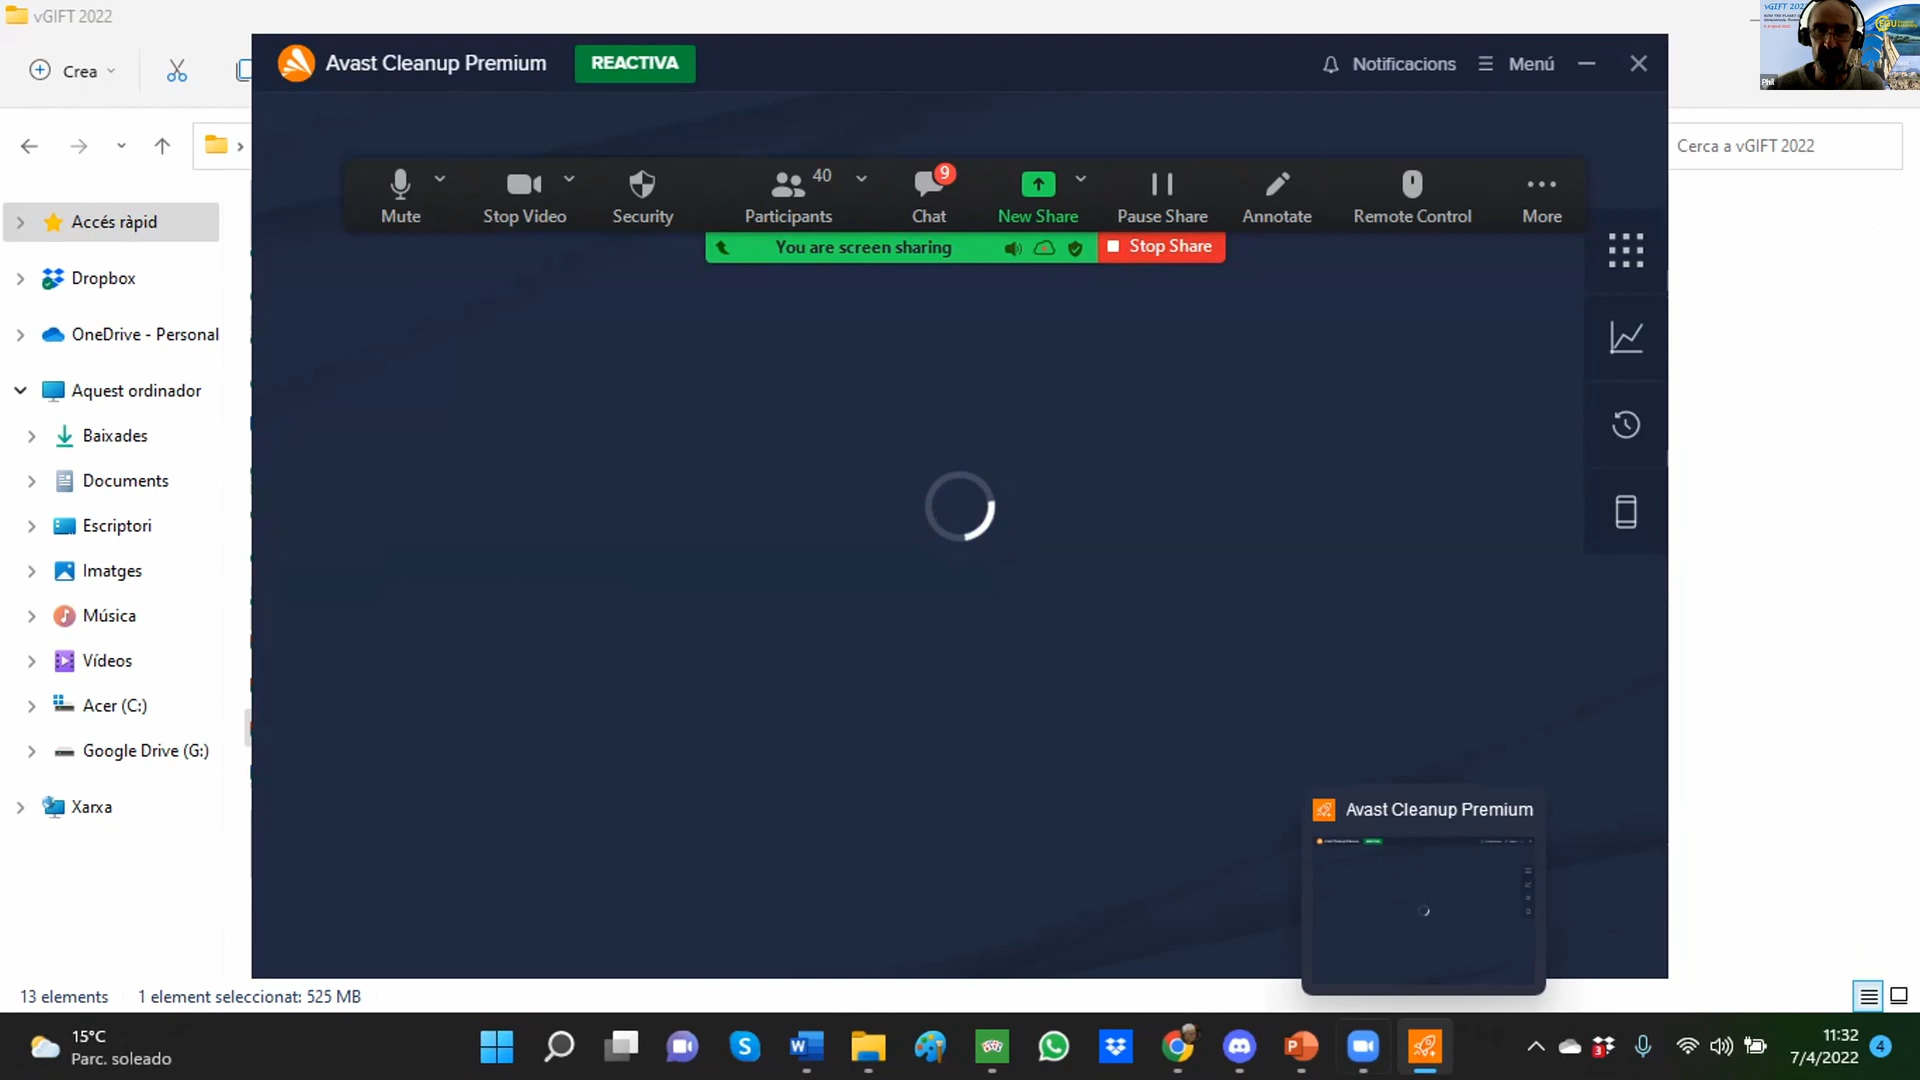 vGIFT 2022
Crea
Avast Cleanup Premium
REACTIVA
Notificacions
Menú
Phil
Cerca a vGIFT 2022
Mute
Stop Video
Security
40
Participants
9
Chat
New Share
Pause Share
Annotate
Remote Control
More
You are screen sharing
Stop Share
Accés ràpid
Dropbox
OneDrive - Personal
Aquest ordinador
Baixades
Documents
Escriptori
Imatges
Música
Vídeos
Acer (C:)
Google Drive (G:)
Xarxa
Avast Cleanup Premium
13 elements
1 element seleccionat: 525 MB
15°C
Parc. soleado
3
11:32
7/4/2022
4